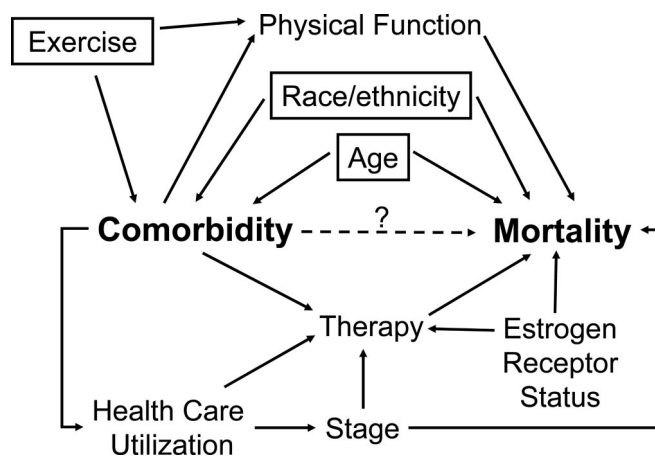 Physical Function
Exercise
Race/ethnicity
Age
?
Comorbidity
Mortality
Therapy
Estrogen
Receptor
Status
Health Care
Utilization
Stage